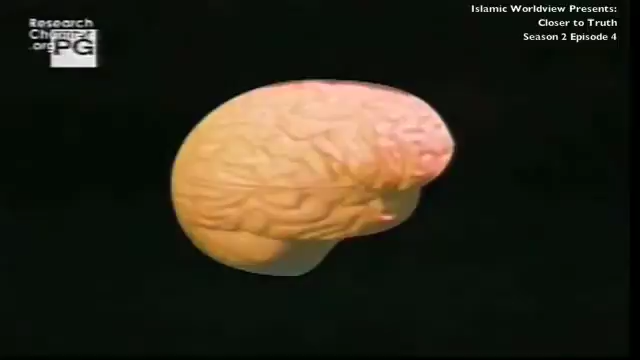 Research
Channel
.org
PG
Islamic Worldview Presents:
Closer to Truth
Season 2 Episode 4